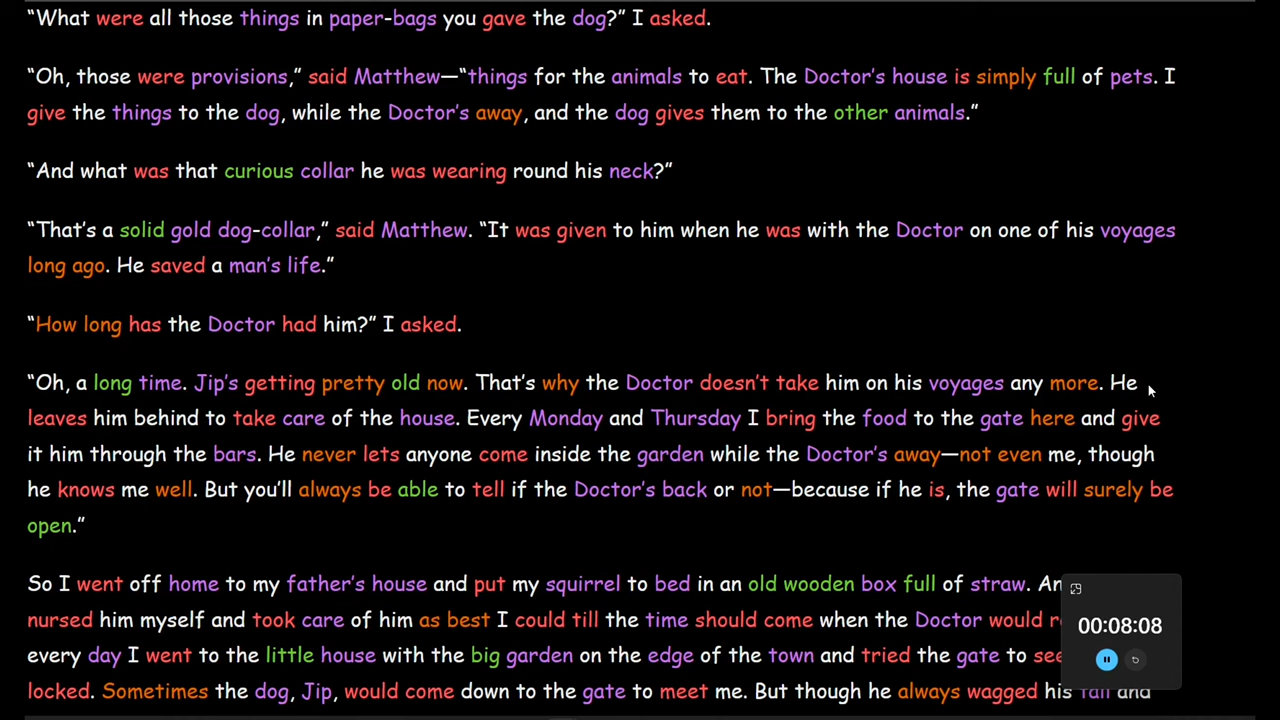 “What were all those things in paper-bags you gave the dog?” I asked.
“Oh, those were provisions,” said Matthew—“things for the animals to eat. The Doctor’s house is simply full of pets. I
give the things to the dog, while the Doctor’s away, and the dog gives them to the other animals.”
“And what was that curious collar he was wearing round his neck?”
“That’s a solid gold dog-collar,” said Matthew. “It was given to him when he was with the Doctor on one of his voyages
long ago. He saved a man’s life.”
“How long has the Doctor had him?” I asked.
“Oh, a long time. Jip’s getting pretty old now. That’s why the Doctor doesn’t take him on his voyages any more. He
leaves him behind to take care of the house. Every Monday and Thursday I bring the food to the gate here and give
it him through the bars. He never lets anyone come inside the garden while the Doctor’s away—not even me, though
he knows me well. But you’ll always be able to tell if the Doctor’s back or not—because if he is, the gate will surely be
open.”
So I went off home to my father’s house and put my squirrel to bed in an old wooden box full of straw.
nursed him myself and took care of him as best I could till the time should come when the Doctor would
every day I went to the little house with the big garden on the edge of the town and tried the gate to see
locked. Sometimes the dog, Jip, would come down to the gate to meet me. But though he always wagged his tail and
00:08:08